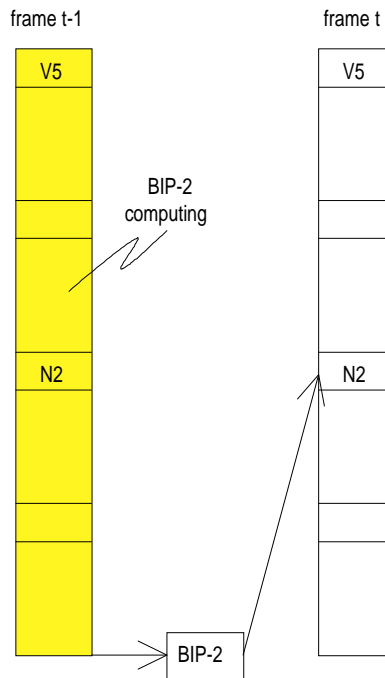 frame t-1
frame t
V5
V5
BIP-2
computing
N2
N2
BIP-2